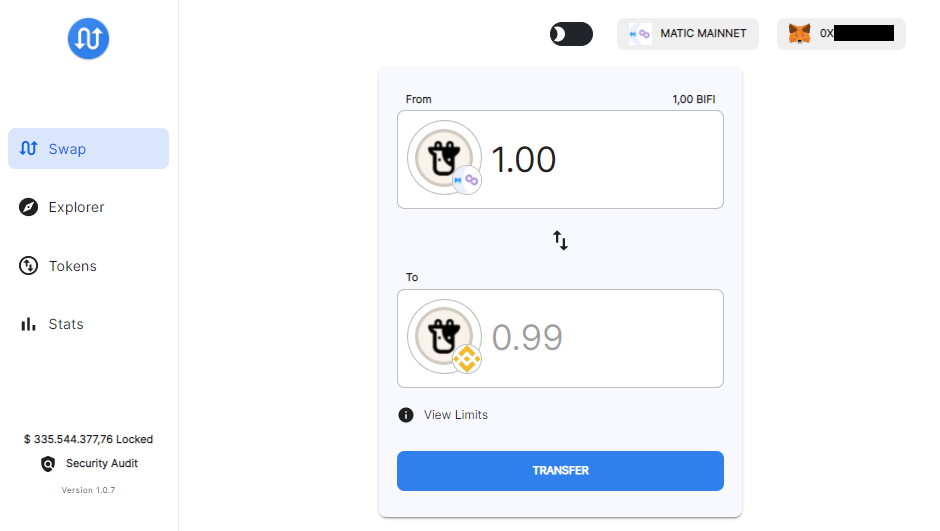 MATIC MAINNET
0X
Swap
Explorer
Tokens
Stats
$ 335.544.377,76 Locked
Security Audit
Version 1.0.7
From
1,00 BIFI
1.00
To
0.99
View Limits
TRANSFER